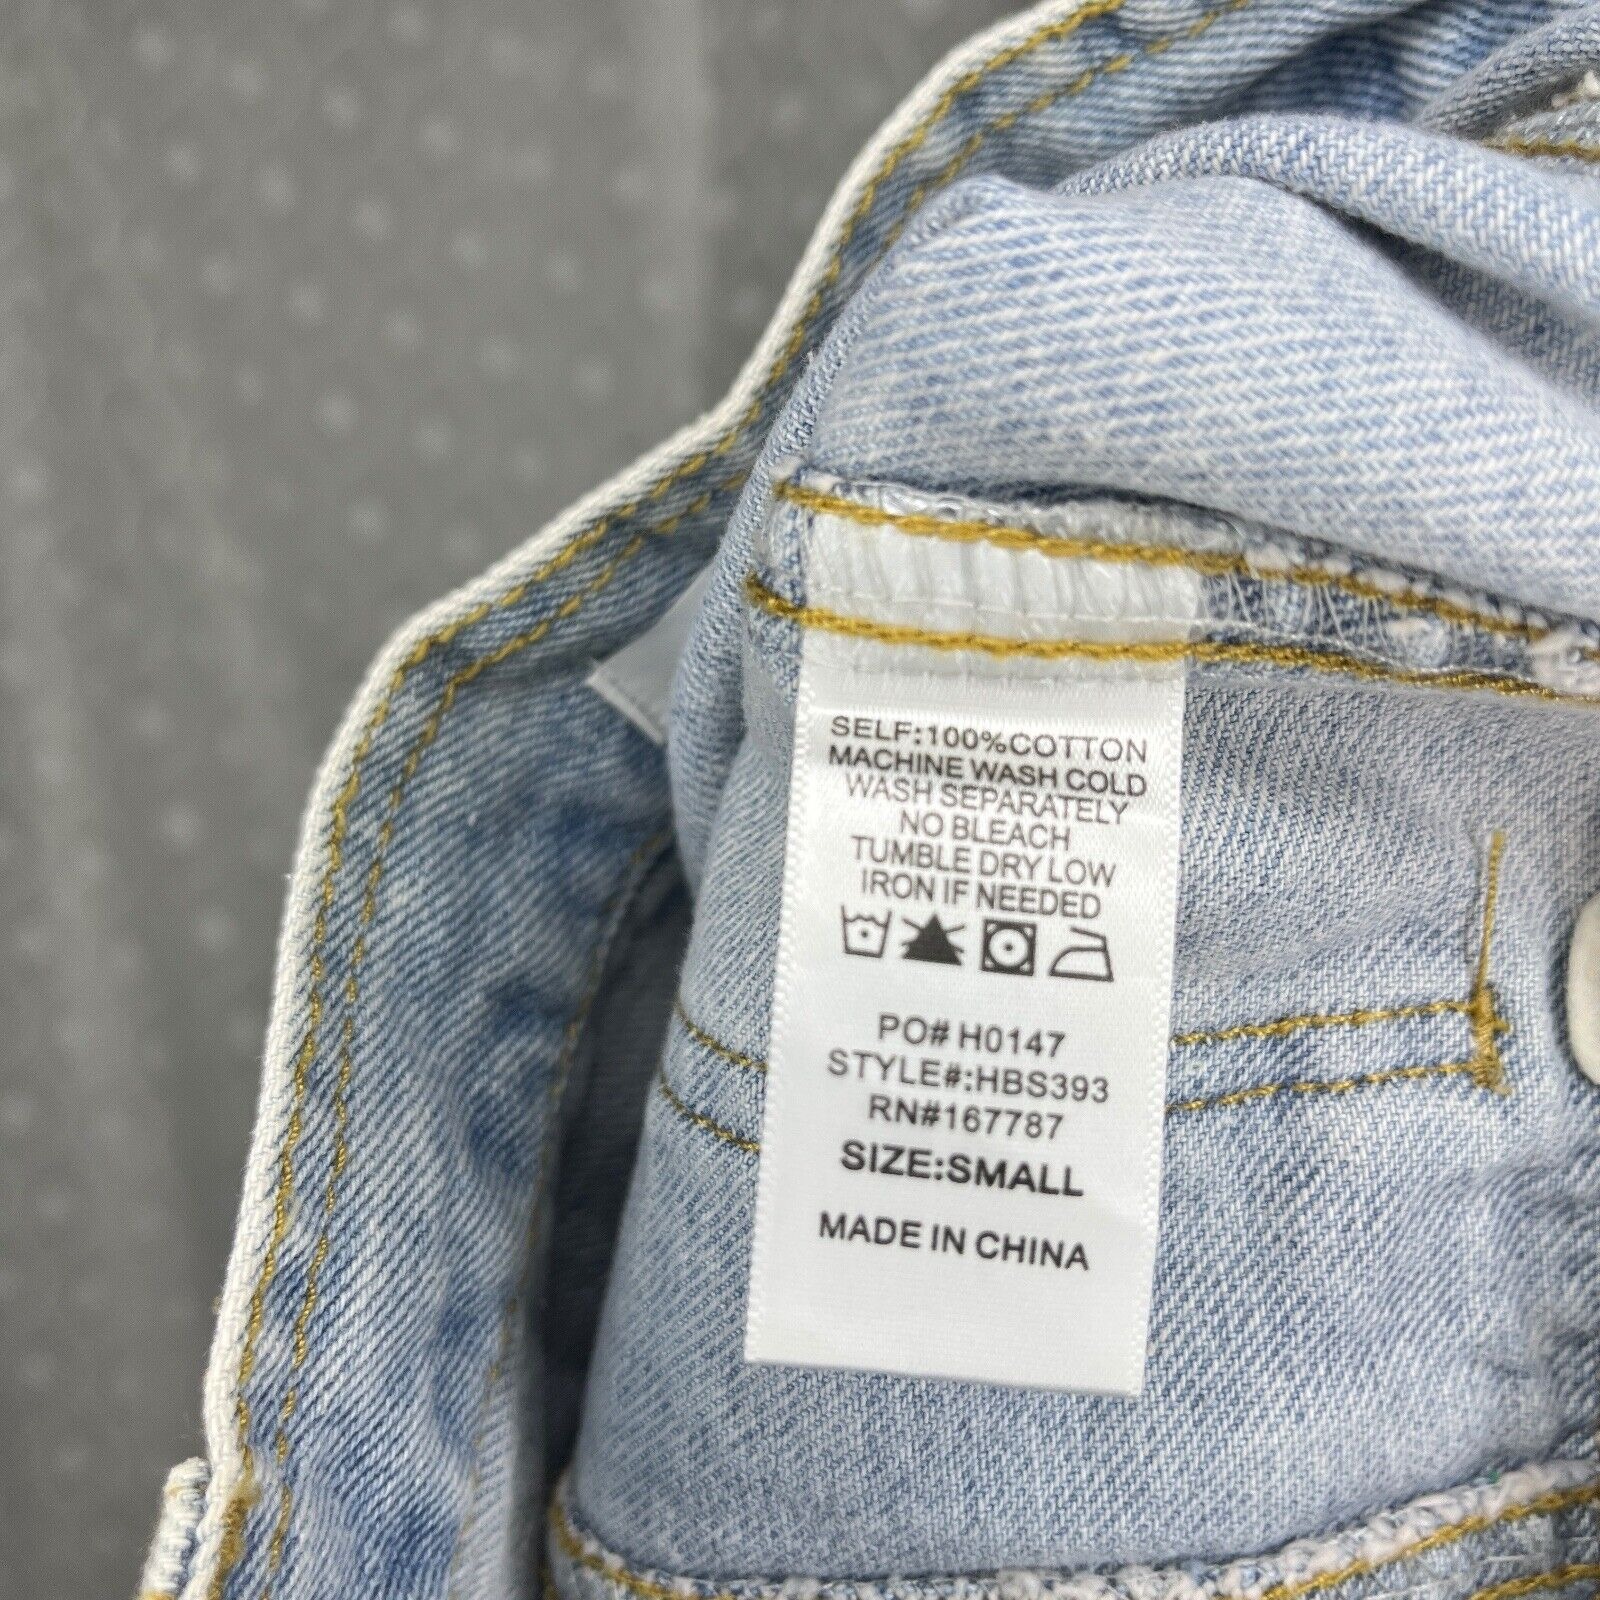 SELF:100%COTTON
MACHINE WASH COLD
WASH SEPARATELY
NO BLEACH
TUMBLE DRY LOW
IRON IF NEEDED
PO# H0147
STYLE#:HBS393
RN#167787
SIZE:SMALL
MADE IN CHINA